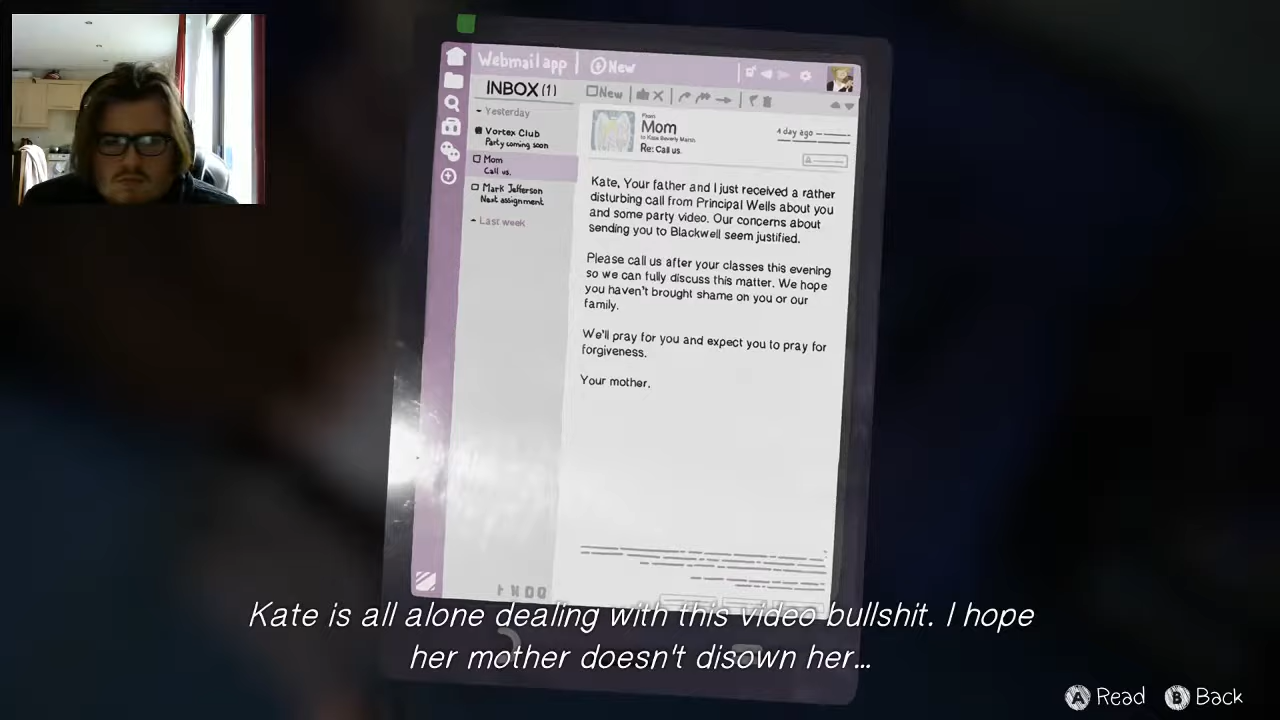 Webmail app
New
INBOX (1)
New
Yesterday
Vortex Club
Party coming soon
Mom
Call us.
Mark Jefferson
Next assignment
Last week
From
Mom
to Kate Beverly Marsh
Re: Call us.
1 day ago
Kate, Your father and I just received a rather
disturbing call from Principal Wells about you
and some party video. Our concerns about
sending you to Blackwell seem justified.
Please call us after your classes this evening
so we can fully discuss this matter. We hope
you haven't brought shame on you or our
family.
We'll pray for you and expect you to pray for
forgiveness.
Your mother.
Kate is all alone dealing with this video bullshit. I hope
her mother doesn't disown her...
A Read B Back